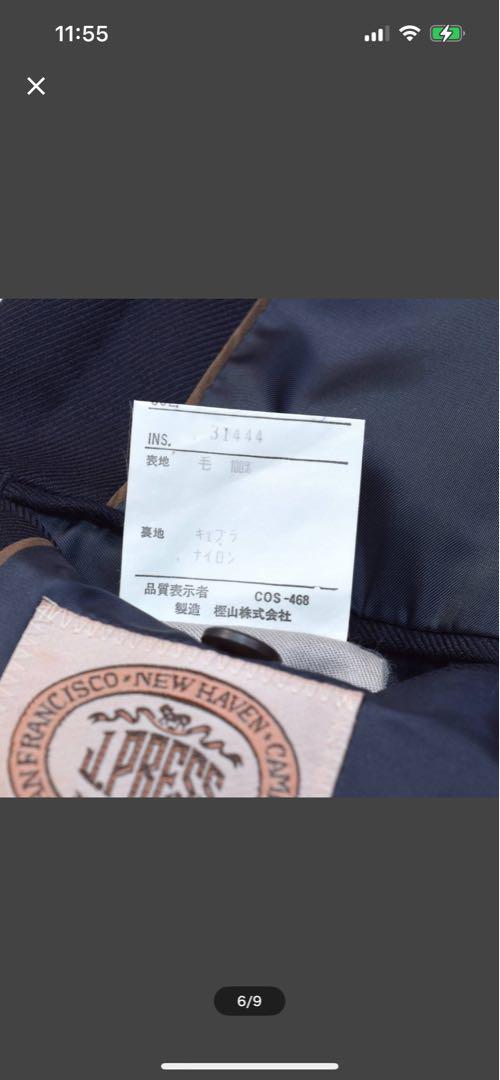 11:55
INS. 31444
表地 毛 100%
裏地 キュプラ
ナイロン
品質表示者 COS-468
製造 樫山株式会社
SAN FRANCISCO • NEW HAVEN • CAM
J. PRESS
6/9